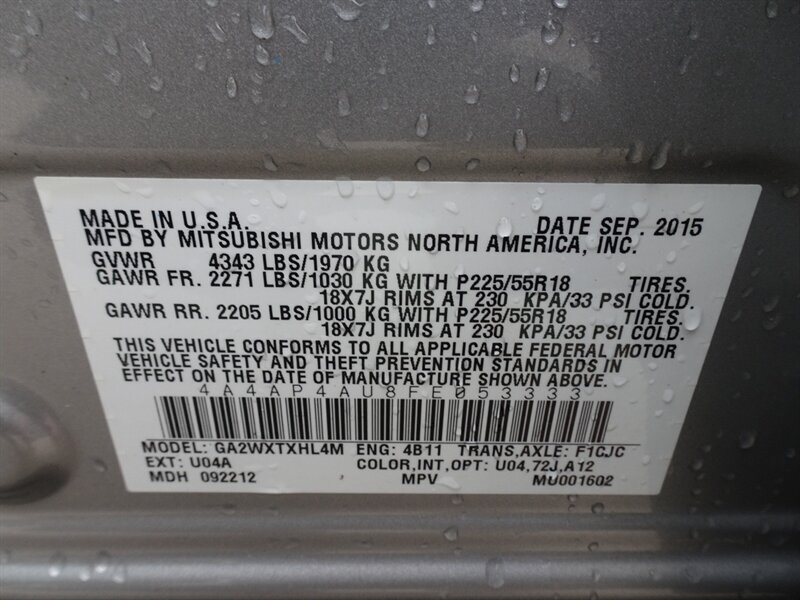 MADE IN U.S.A. DATE SEP. 2015
MFD BY MITSUBISHI MOTORS NORTH AMERICA, INC.
GVWR 4343 LBS/1970 KG
GAWR FR. 2271 LBS/1030 KG WITH P225/55R18 TIRES.
18X7J RIMS AT 230 KPA/33 PSI COLD.
GAWR RR. 2205 LBS/1000 KG WITH P225/55R18 TIRES.
18X7J RIMS AT 230 KPA/33 PSI COLD.
THIS VEHICLE CONFORMS TO ALL APPLICABLE FEDERAL MOTOR
VEHICLE SAFETY AND THEFT PREVENTION STANDARDS IN
EFFECT ON THE DATE OF MANUFACTURE SHOWN ABOVE.
4A4AP4AU8FE053333
MODEL: GA2WXTXHL4M ENG: 4B11 TRANS,AXLE: F1CJC
EXT: U04A COLOR,INT,OPT: U04,72J,A12
MDH 092212 MPV MU001602